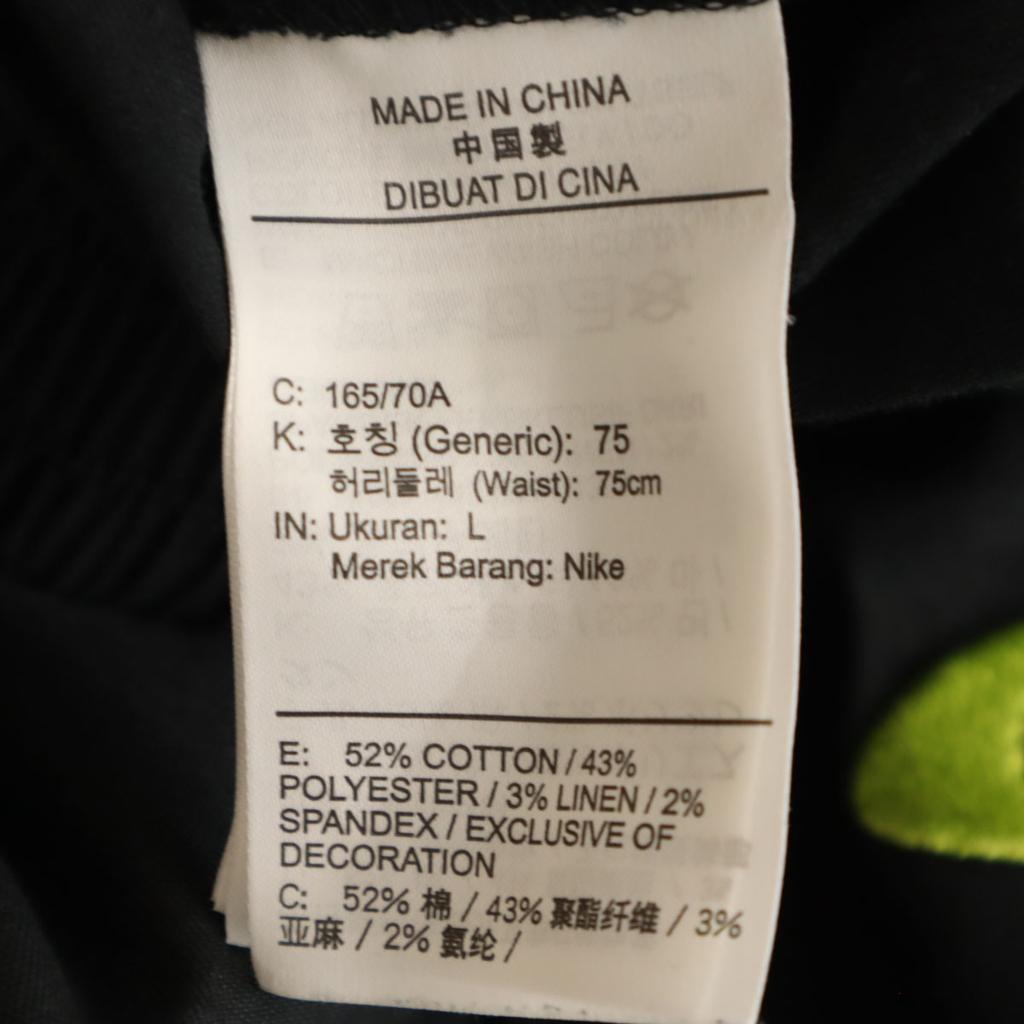 MADE IN CHINA
中国製
DIBUAT DI CINA
C: 165/70A
K: 호칭 (Generic): 75
허리둘레 (Waist): 75cm
IN: Ukuran: L
Merek Barang: Nike
E: 52% COTTON / 43%
POLYESTER / 3% LINEN / 2%
SPANDEX / EXCLUSIVE OF
DECORATION
C: 52% 棉 / 43% 聚酯纤维 / 3%
亚麻 / 2% 氨纶 /